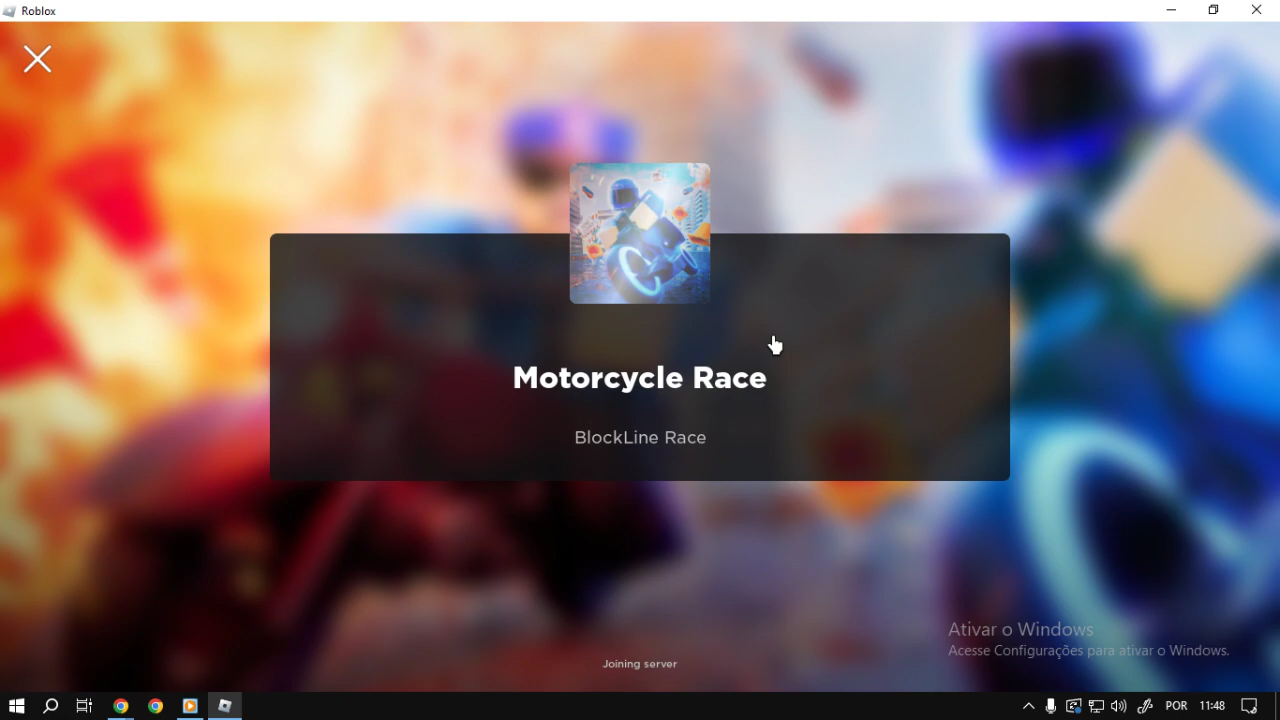 Roblox
Motorcycle Race
BlockLine Race
Ativar o Windows
Acesse Configurações para ativar o Windows.
Joining server
POR
11:48